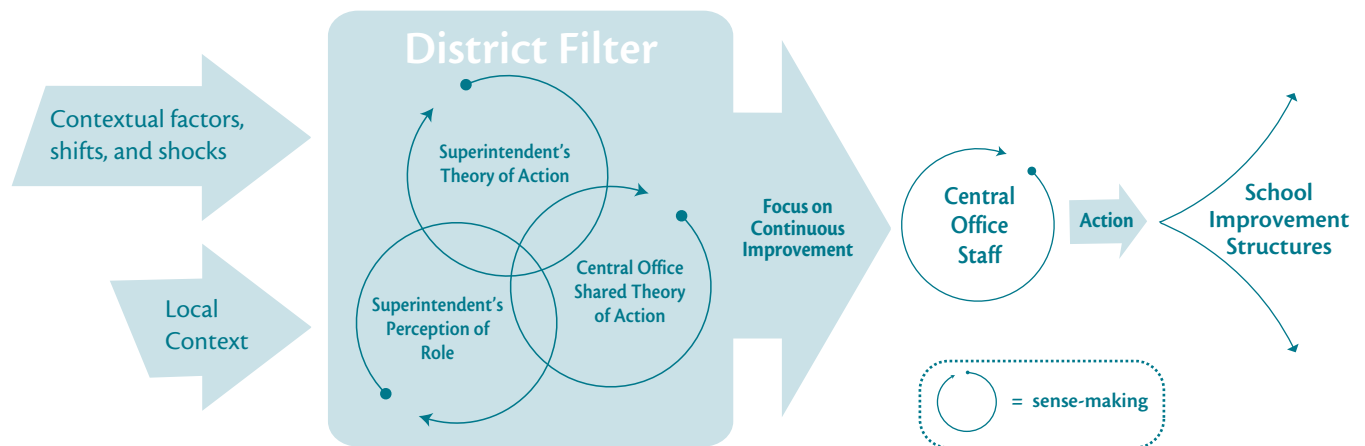 District Filter
Contextual factors,
shifts, and shocks
Local
Context
Superintendent’s
Theory of Action
Superintendent’s
Perception of
Role
Central Office
Shared Theory
of Action
Focus on
Continuous
Improvement
Central
Office
Staff
Action
School
Improvement
Structures
= sense-making